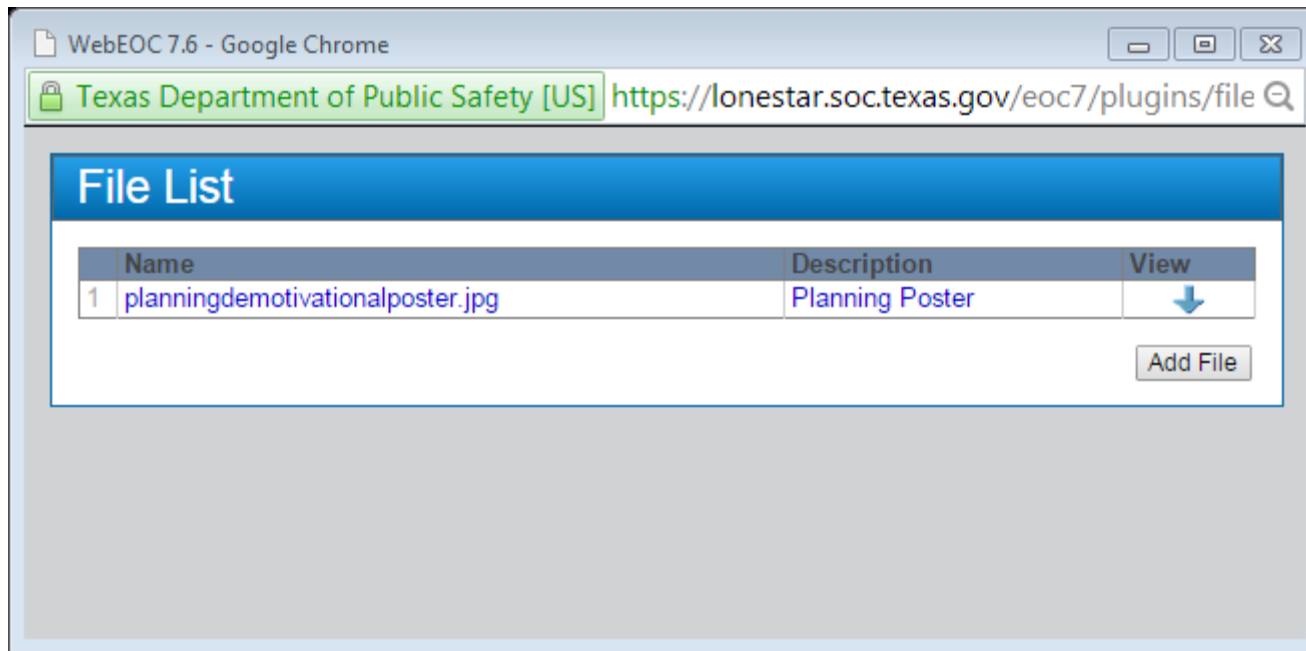 WebEOC 7.6 - Google Chrome
Texas Department of Public Safety [US] https://lonestar.soc.texas.gov/eoc7/plugins/file
File List
Name Description View
1 planningdemotivationalposter.jpg Planning Poster
Add File